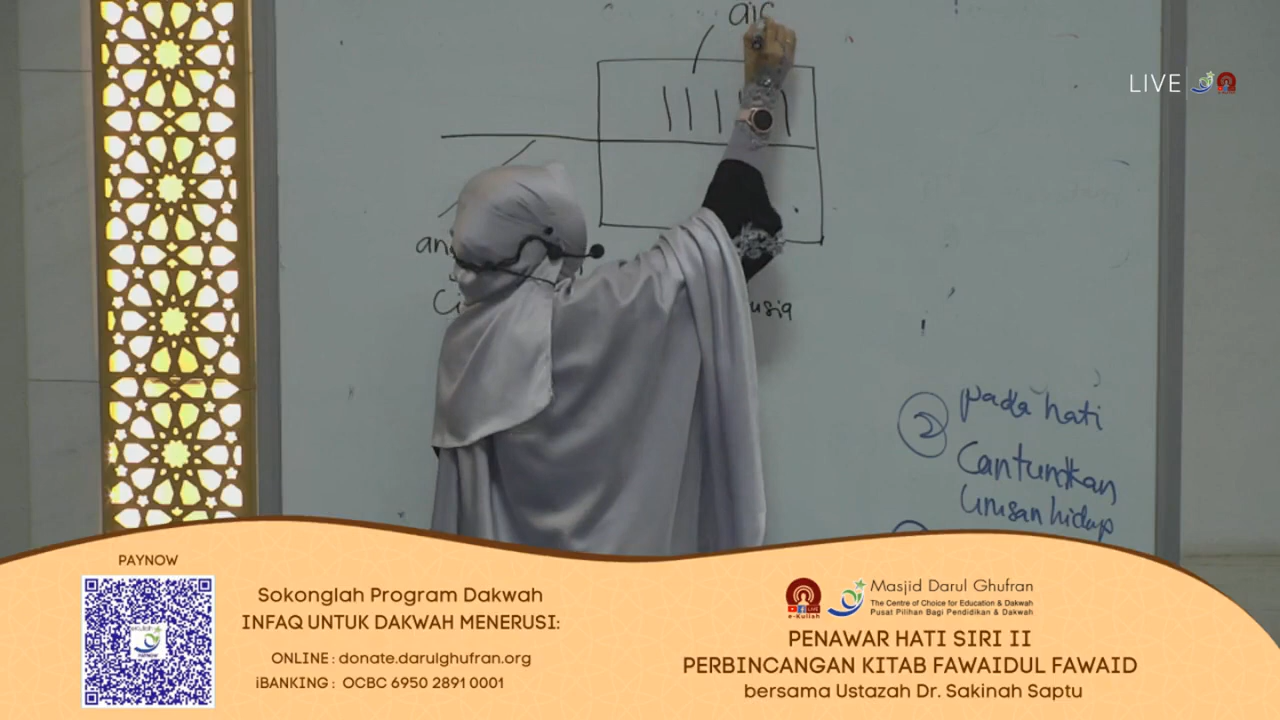 air
LIVE
② pada hati
Cantumkan
urusan hidup
PAYNOW
Sokonglah Program Dakwah
INFAQ UNTUK DAKWAH MENERUSI:
ONLINE : donate.darulghufran.org
iBANKING : OCBC 6950 2891 0001
e-Kuliah
Masjid Darul Ghufran
The Centre of Choice for Education & Dakwah
Pusat Pilihan Bagi Pendidikan & Dakwah
PENAWAR HATI SIRI II
PERBINCANGAN KITAB FAWAIDUL FAWAID
bersama Ustazah Dr. Sakinah Saptu